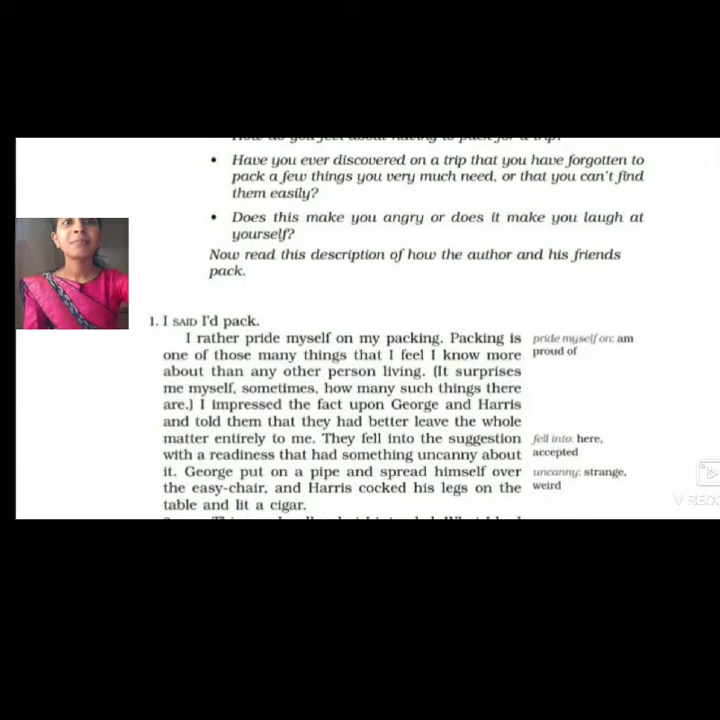 • Have you ever discovered on a trip that you have forgotten to
pack a few things you very much need, or that you can't find
them easily?
• Does this make you angry or does it make you laugh at
yourself?
Now read this description of how the author and his friends
pack.
1. I SAID I'd pack.
I rather pride myself on my packing. Packing is
one of those many things that I feel I know more
about than any other person living. (It surprises
me myself, sometimes, how many such things there
are.) I impressed the fact upon George and Harris
and told them that they had better leave the whole
matter entirely to me. They fell into the suggestion
with a readiness that had something uncanny about
it. George put on a pipe and spread himself over
the easy-chair, and Harris cocked his legs on the
table and lit a cigar.
pride myself on: am
proud of
fell into: here,
accepted
uncanny: strange,
weird
V REC